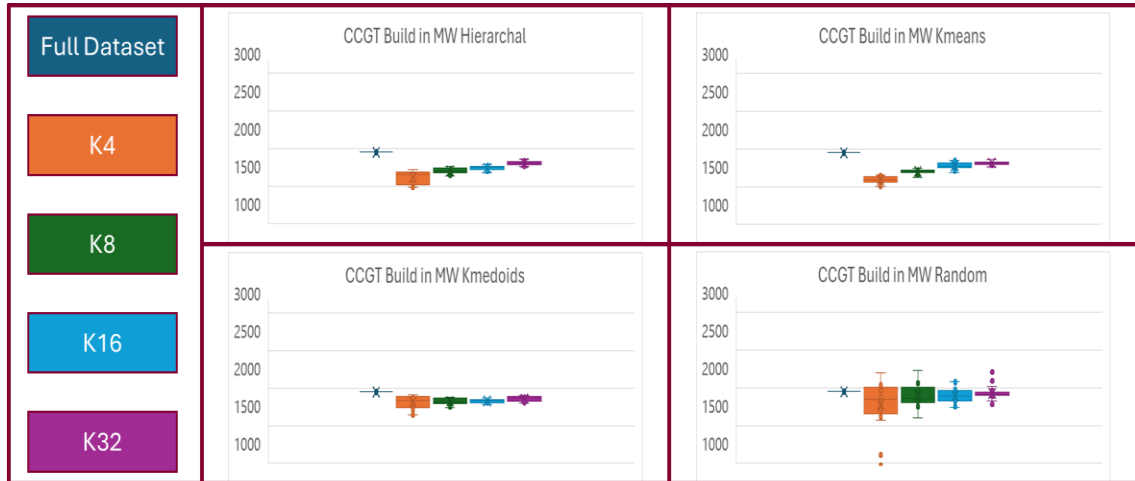 Full Dataset
K4
K8
K16
K32
CCGT Build in MW Hierarchal
3000
2500
2000
1500
1000
CCGT Build in MW Kmeans
3000
2500
2000
1500
1000
CCGT Build in MW Kmedoids
3000
2500
2000
1500
1000
CCGT Build in MW Random
3000
2500
2000
1500
1000